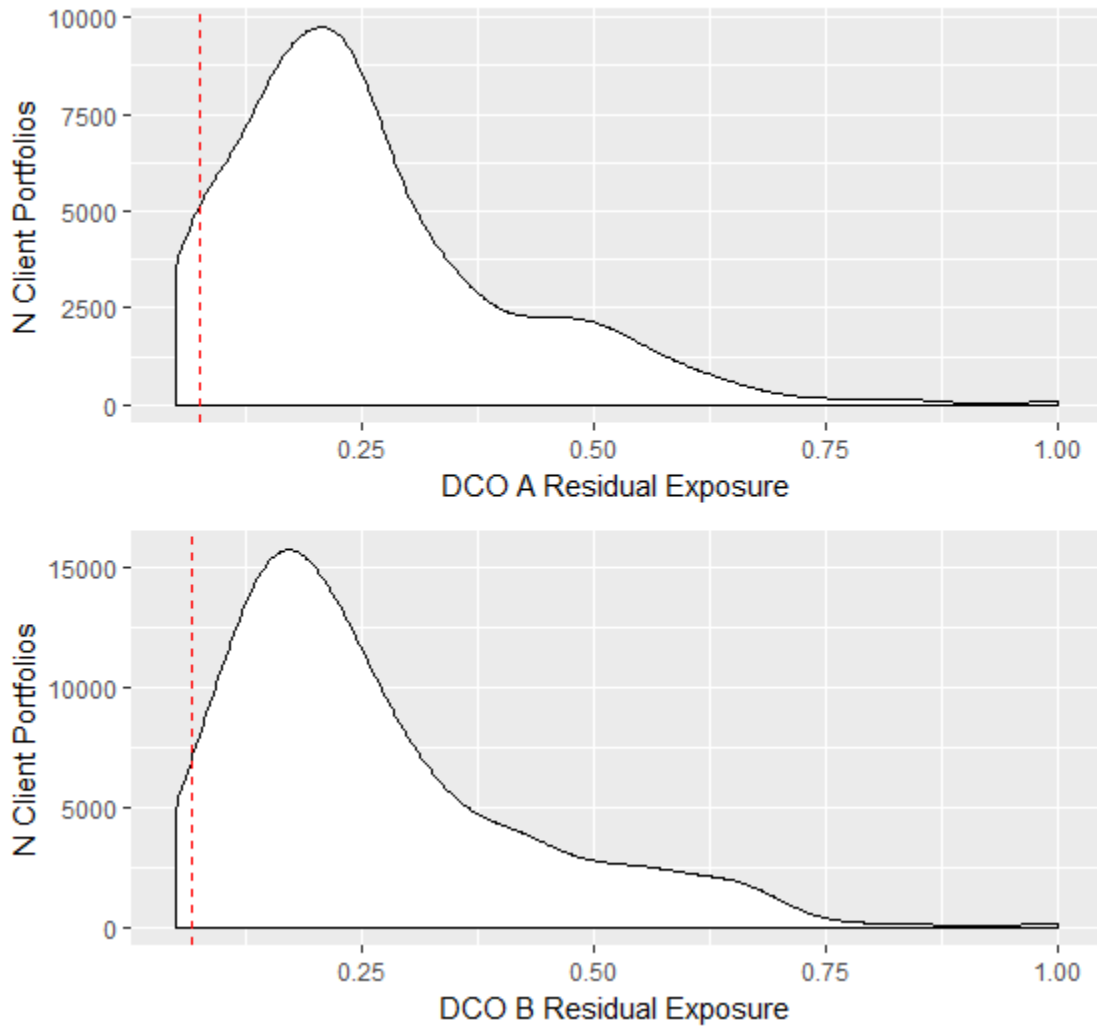 10000
7500
5000
2500
0
N Client Portfolios
0.25 0.50 0.75 1.00
DCO A Residual Exposure
15000
10000
5000
0
N Client Portfolios
0.25 0.50 0.75 1.00
DCO B Residual Exposure